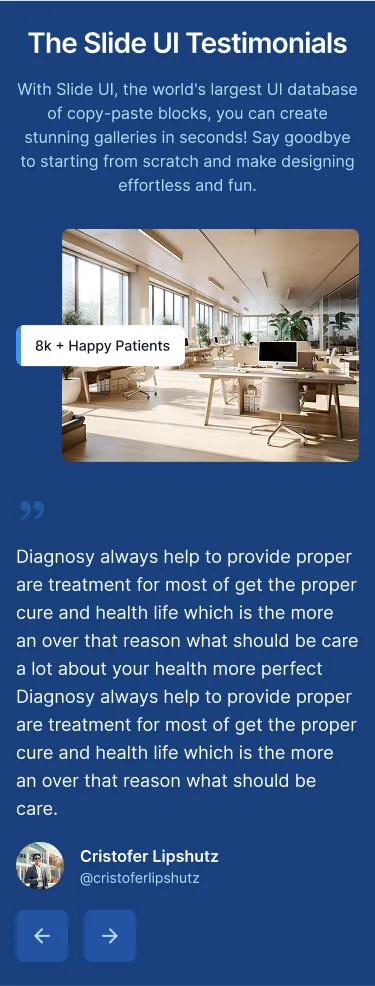 The Slide UI Testimonials
With Slide UI, the world's largest UI database
of copy-paste blocks, you can create
stunning galleries in seconds! Say goodbye
to starting from scratch and make designing
effortless and fun.
8k + Happy Patients
”
Diagnosy always help to provide proper
are treatment for most of get the proper
cure and health life which is the more
an over that reason what should be care
a lot about your health more perfect
Diagnosy always help to provide proper
are treatment for most of get the proper
cure and health life which is the more
an over that reason what should be
care.
Cristofer Lipshutz
@cristoferlipshutz